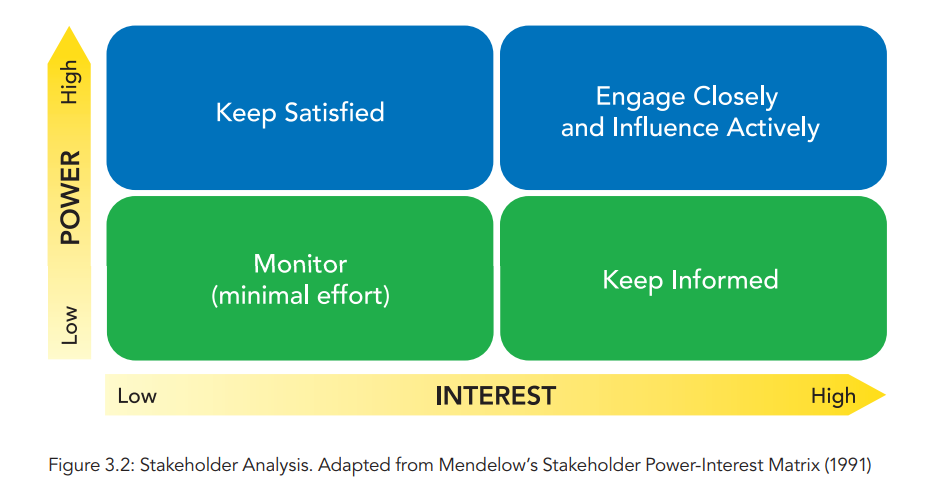 High
POWER
Low
Keep Satisfied
Engage Closely
and Influence Actively
Monitor
(minimal effort)
Keep Informed
Low
INTEREST
High
Figure 3.2: Stakeholder Analysis. Adapted from Mendelow’s Stakeholder Power-Interest Matrix (1991)